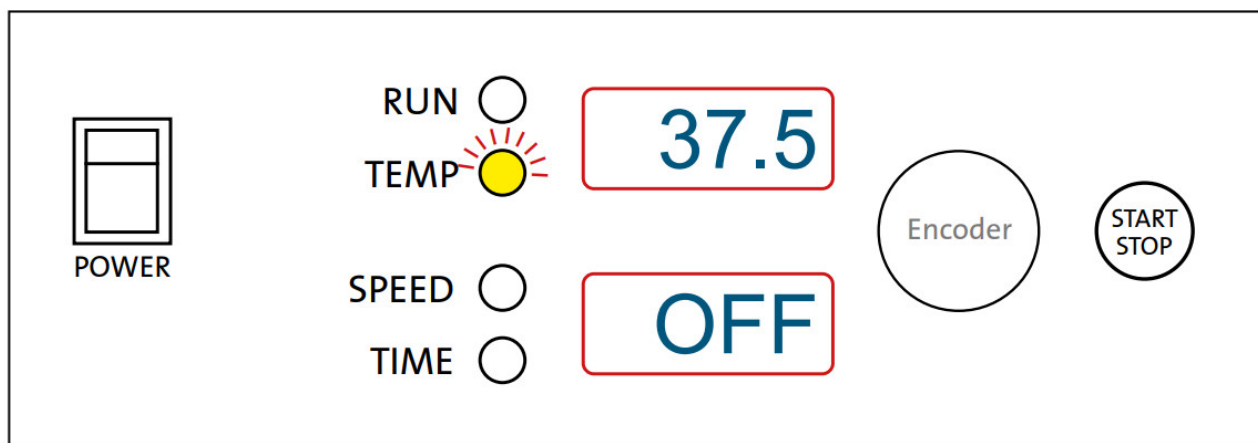 RUN
37.5
TEMP
POWER
SPEED
OFF
TIME
Encoder
START
STOP